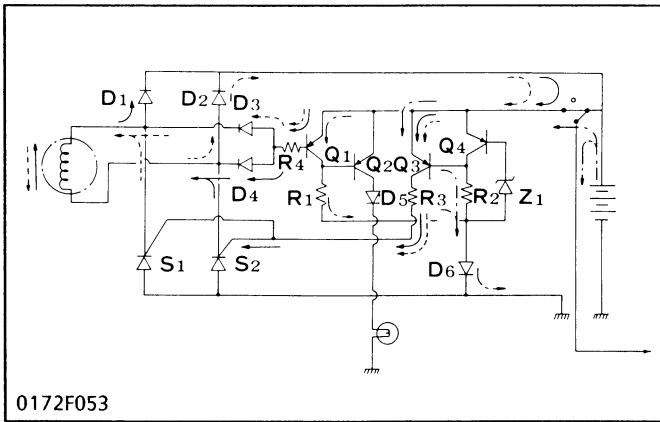 D1 D2 D3
Q1 Q2 Q3 Q4
R4
D4 R1 D5 R3 R2 Z1
S1 S2 D6
0172F053